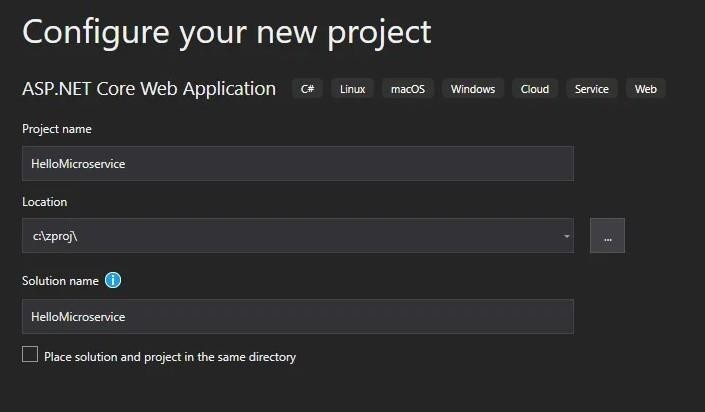 Configure your new project
ASP.NET Core Web Application C# Linux macOS Windows Cloud Service Web
Project name
HelloMicroservice
Location
c:\zproj\
...
Solution name i
HelloMicroservice
Place solution and project in the same directory